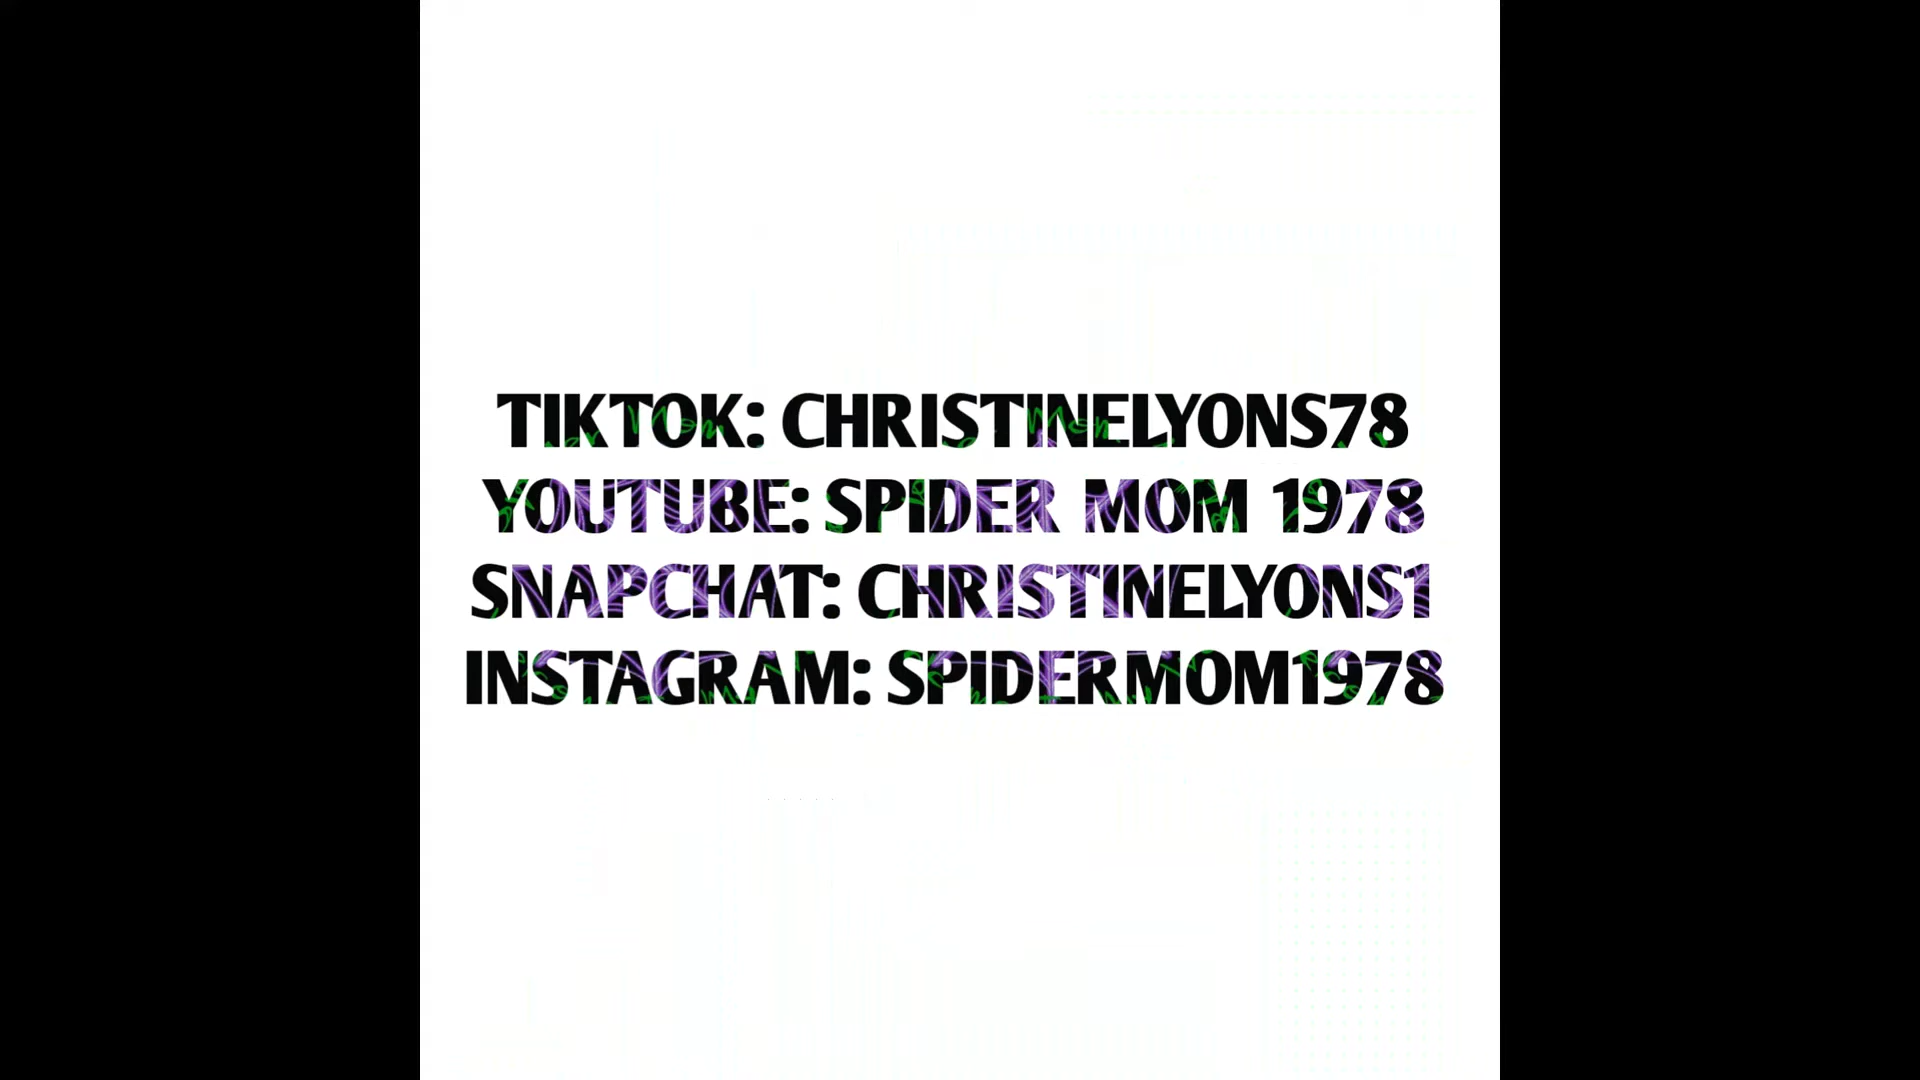 TIKTOK: CHRISTINELYONS78
YOUTUBE: SPIDER MOM 1978
SNAPCHAT: CHRISTINELYONS1
INSTAGRAM: SPIDERMOM1978